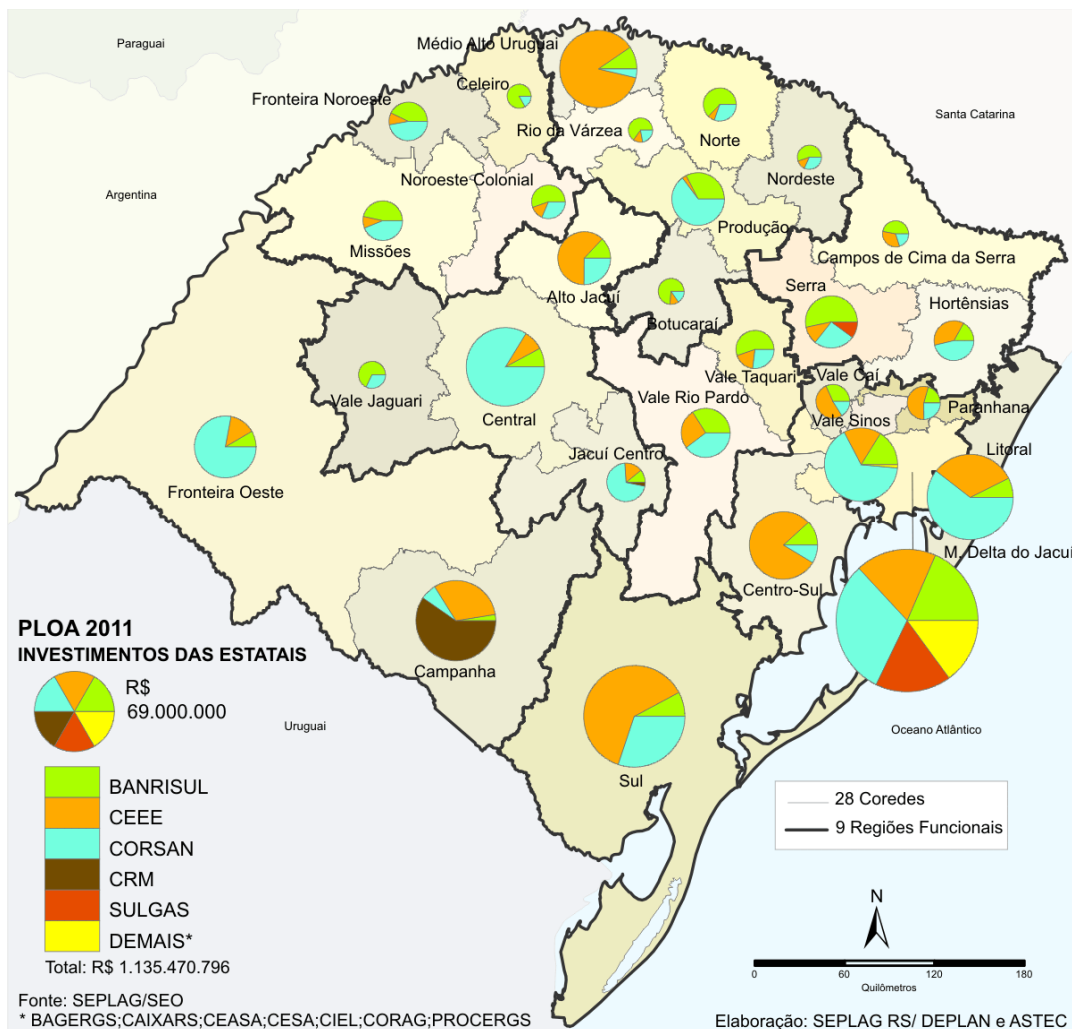 Paraguai
Médio Alto Uruguai
Celeiro
Fronteira Noroeste
Rio da Várzea
Norte
Santa Catarina
Nordeste
Argentina
Noroeste Colonial
Missões
Produção
Campos de Cima da Serra
Alto Jacuí
Serra
Hortênsias
Botucaraí
Vale Taquari
Vale Caí
Vale Jaguari
Central
Vale Rio Pardo
Vale Sinos
Paranhana
Litoral
Fronteira Oeste
Jacuí Centro
M. Delta do Jacuí
Centro-Sul
Campanha
Sul
Uruguai
Oceano Atlântico
PLOA 2011
INVESTIMENTOS DAS ESTATAIS
R$
69.000.000
BANRISUL
CEEE
CORSAN
CRM
SULGAS
DEMAIS*
Total: R$ 1.135.470.796
Fonte: SEPLAG/SEO
* BAGERGS;CAIXARS;CEASA;CESA;CIEL;CORAG;PROCERGS
28 Coredes
9 Regiões Funcionais
N
0 60 120 180
Quilômetros
Elaboração: SEPLAG RS/ DEPLAN e ASTEC